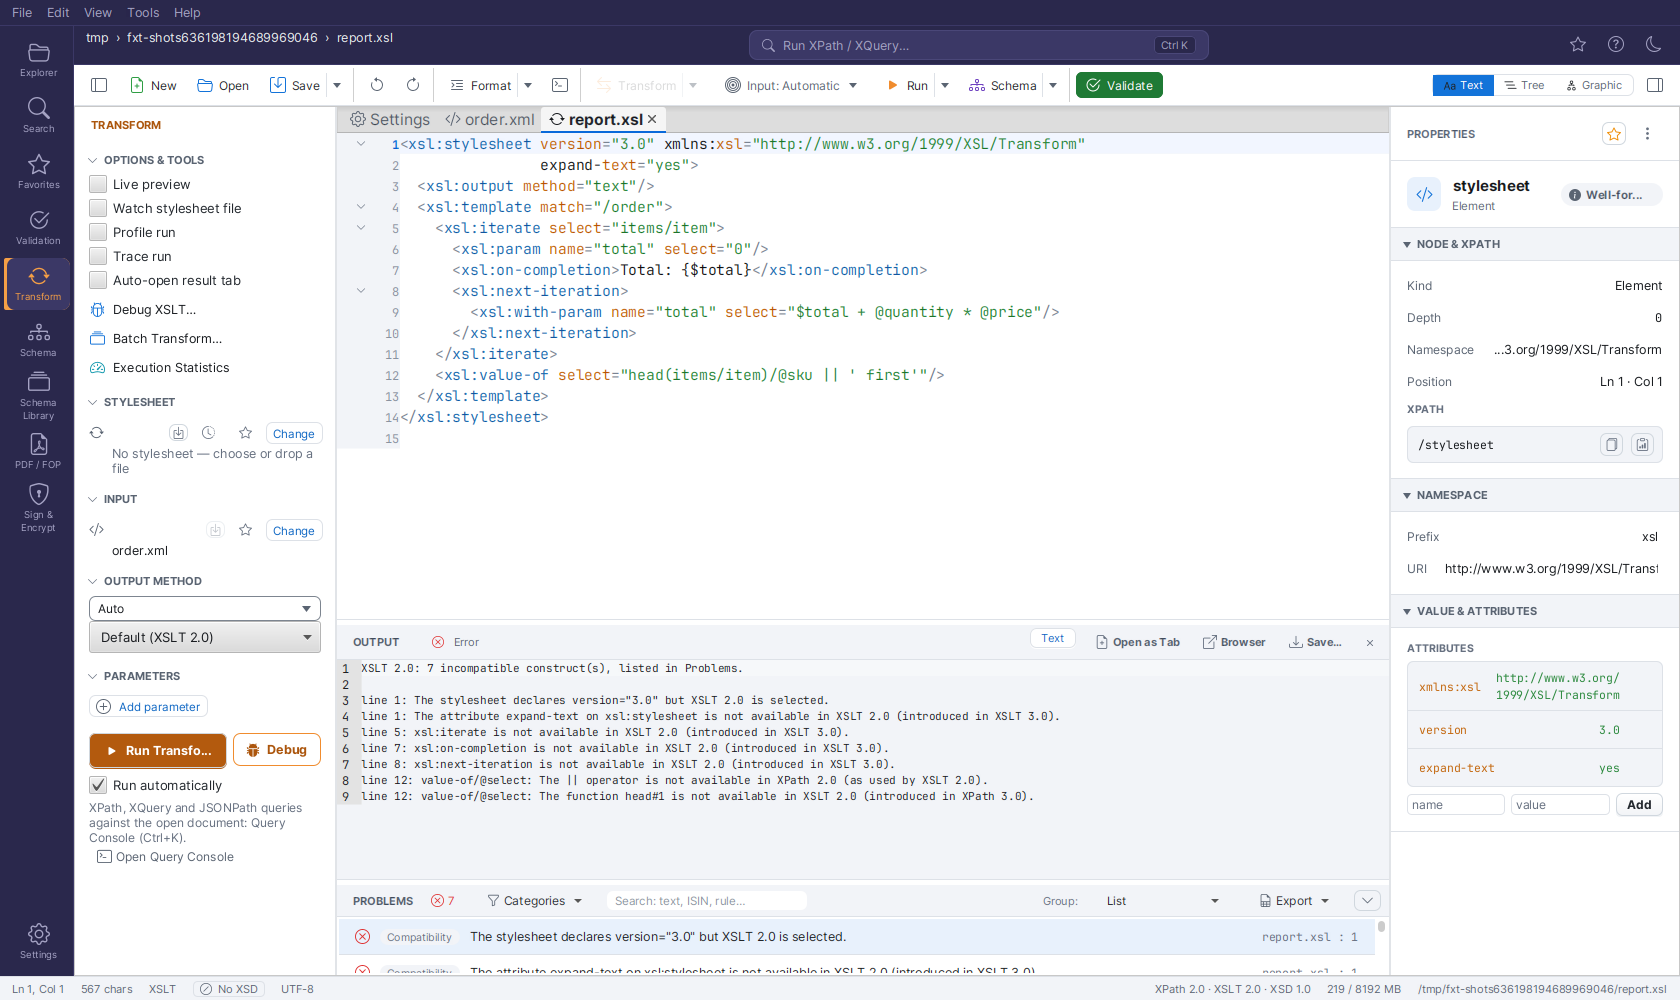 File Edit View Tools Help
tmp › fxt-shots636198194689969046 › report.xsl
Run XPath / XQuery... Ctrl K
New Open Save Format Transform Input: Automatic Run Schema Validate Aa Text Tree Graphic
Explorer
Search
Favorites
Validation
Transform
Schema
Schema
Library
PDF / FOP
Sign &
Encrypt
Settings
TRANSFORM
OPTIONS & TOOLS
Live preview
Watch stylesheet file
Profile run
Trace run
Auto-open result tab
Debug XSLT...
Batch Transform...
Execution Statistics
STYLESHEET
Change
No stylesheet — choose or drop a
file
INPUT
Change
order.xml
OUTPUT METHOD
Auto
Default (XSLT 2.0)
PARAMETERS
Add parameter
Run Transfo... Debug
Run automatically
XPath, XQuery and JSONPath queries
against the open document: Query
Console (Ctrl+K).
Open Query Console
Settings order.xml report.xsl
1 <xsl:stylesheet version="3.0" xmlns:xsl="http://www.w3.org/1999/XSL/Transform"
2 expand-text="yes">
3 <xsl:output method="text"/>
4 <xsl:template match="/order">
5 <xsl:iterate select="items/item">
6 <xsl:param name="total" select="0"/>
7 <xsl:on-completion>Total: {$total}</xsl:on-completion>
8 <xsl:next-iteration>
9 <xsl:with-param name="total" select="$total + @quantity * @price"/>
10 </xsl:next-iteration>
11 </xsl:iterate>
12 <xsl:value-of select="head(items/item)/@sku || ' first'"/>
13 </xsl:template>
14 </xsl:stylesheet>
15
OUTPUT Error Text Open as Tab Browser Save... ×
1 XSLT 2.0: 7 incompatible construct(s), listed in Problems.
2
3 line 1: The stylesheet declares version="3.0" but XSLT 2.0 is selected.
4 line 1: The attribute expand-text on xsl:stylesheet is not available in XSLT 2.0 (introduced in XSLT 3.0).
5 line 5: xsl:iterate is not available in XSLT 2.0 (introduced in XSLT 3.0).
6 line 7: xsl:on-completion is not available in XSLT 2.0 (introduced in XSLT 3.0).
7 line 8: xsl:next-iteration is not available in XSLT 2.0 (introduced in XSLT 3.0).
8 line 12: value-of/@select: The || operator is not available in XPath 2.0 (as used by XSLT 2.0).
9 line 12: value-of/@select: The function head#1 is not available in XSLT 2.0 (introduced in XPath 3.0).
PROBLEMS 7 Categories Search: text, ISIN, rule... Group: List Export
Compatibility The stylesheet declares version="3.0" but XSLT 2.0 is selected. report.xsl : 1
Compatibility The attribute expand-text on xsl:stylesheet is not available in XSLT 2.0 (introduced in XSLT 3.0) report.xsl : 1
PROPERTIES
stylesheet
Element
Well-for...
NODE & XPATH
Kind Element
Depth 0
Namespace ...3.org/1999/XSL/Transform
Position Ln 1 · Col 1
XPATH
/stylesheet
NAMESPACE
Prefix xsl
URI http://www.w3.org/1999/XSL/Transf
VALUE & ATTRIBUTES
ATTRIBUTES
xmlns:xsl http://www.w3.org/
1999/XSL/Transform
version 3.0
expand-text yes
name value Add
Ln 1, Col 1 567 chars XSLT No XSD UTF-8 XPath 2.0 · XSLT 2.0 · XSD 1.0 219 / 8192 MB /tmp/fxt-shots636198194689969046/report.xsl